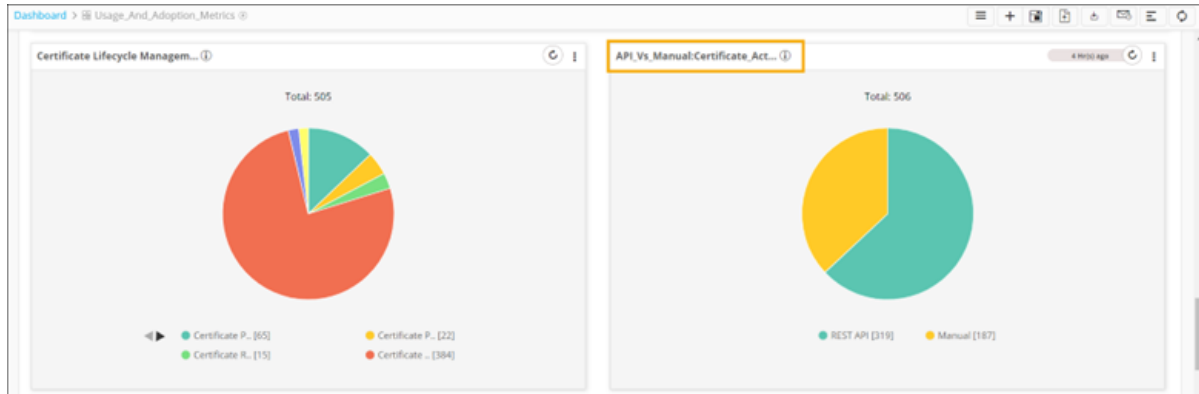 Dashboard > Usage_And_Adoption_Metrics
Certificate Lifecycle Managem...
Total: 505
Certificate P.. [65]
Certificate P.. [22]
Certificate R.. [15]
Certificate .. [384]
API_Vs_Manual:Certificate_Act...
4 Hr(s) ago
Total: 506
REST API [319]
Manual [187]